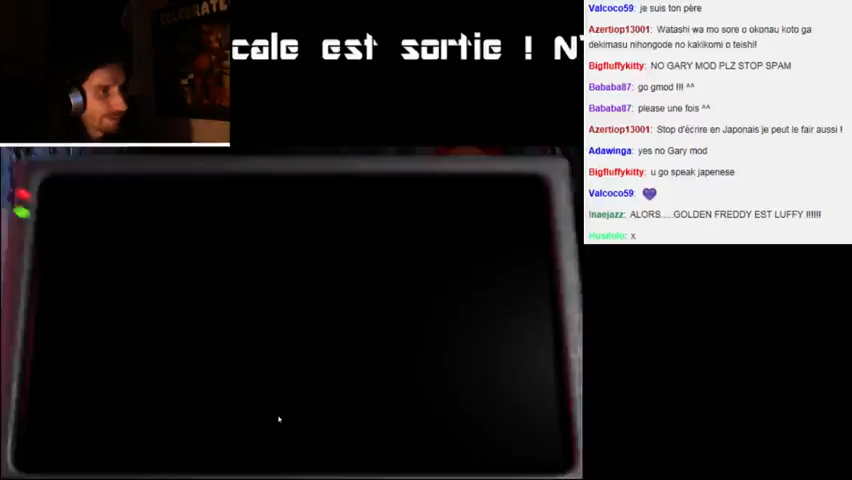 CELEBRATE
cale est sortie ! N
Valcoco59: je suis ton père
Azertiop13001: Watashi wa mo sore o okonau koto ga
dekimasu nihongode no kakikomi o teishi!
Bigfluffykitty: NO GARY MOD PLZ STOP SPAM
Bababa87: go gmod !!! ^^
Bababa87: please une fois ^^
Azertiop13001: Stop d'écrire en Japonais je peut le fair aussi !
Adawinga: yes no Gary mod
Bigfluffykitty: u go speak japenese
Valcoco59: 💜
Inaejazz: ALORS.....GOLDEN FREDDY EST LUFFY !!!!!!
x